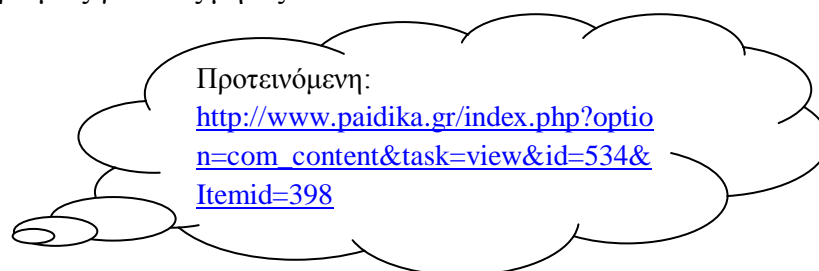 Προτεινόμενη:
http://www.paidika.gr/index.php?optio
n=com_content&task=view&id=534&
Itemid=398